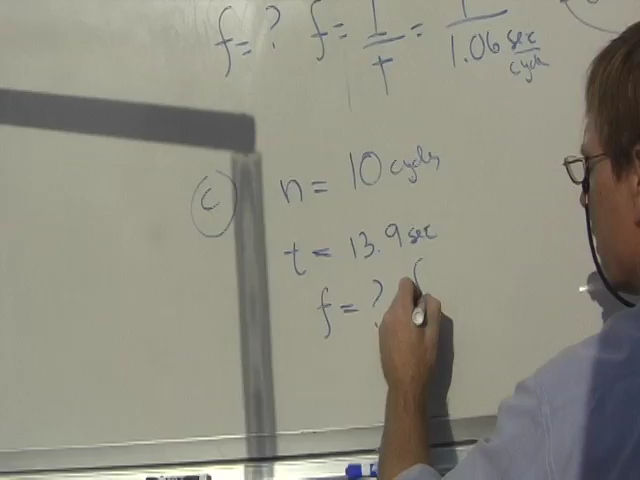 f = ? f = 1/T = 1/1.06 sec/cycle
c n = 10 cycles
t = 13.9 sec
f = ? f